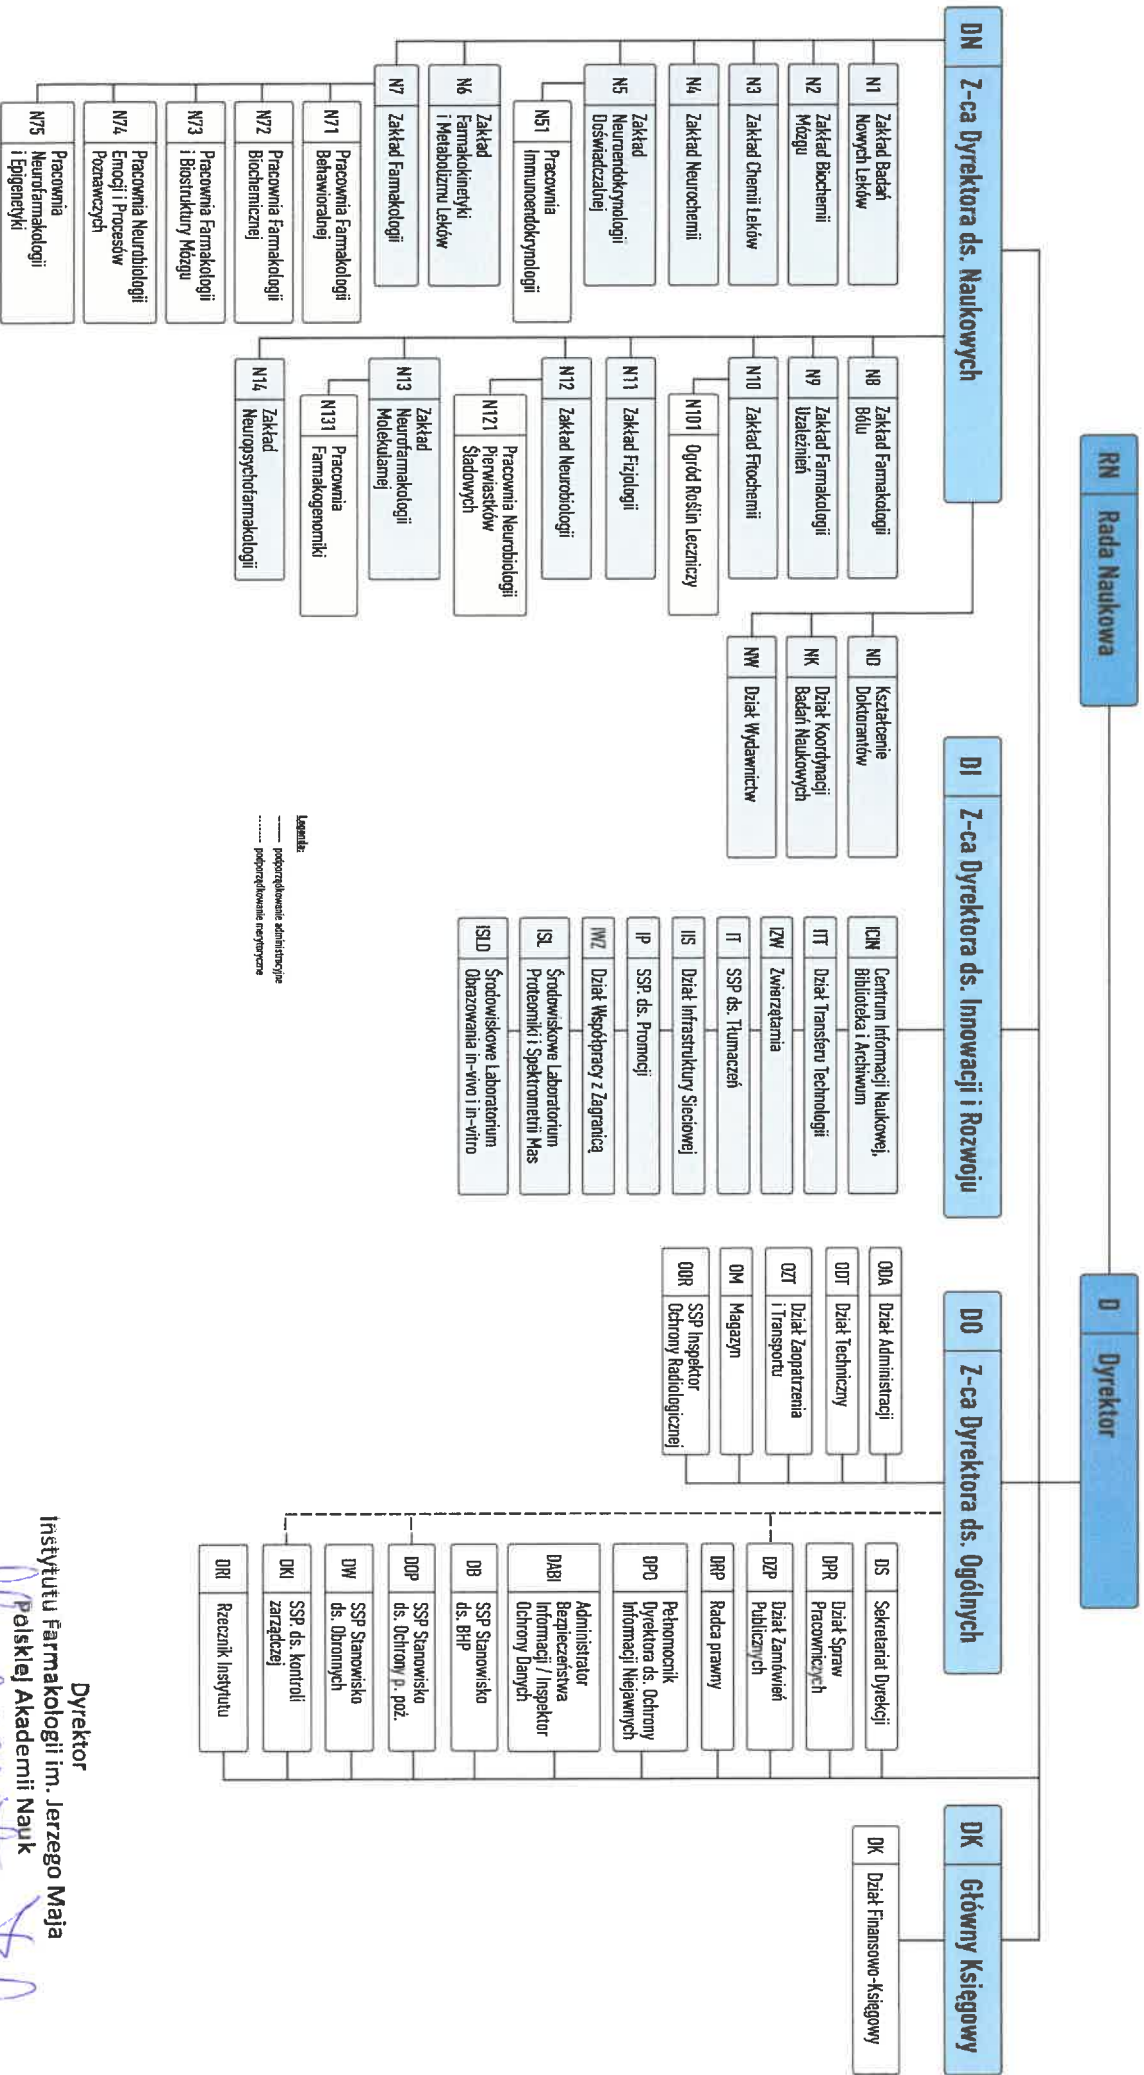 RN Rada Naukowa
D Dyrektor
DN Z-ca Dyrektora ds. Naukowych
DI Z-ca Dyrektora ds. Innowacji i Rozwoju
DO Z-ca Dyrektora ds. Ogólnych
DK Główny Księgowy
N1 Zakład Badań
Nowych Leków
N2 Zakład Biochemii
Mózgu
N3 Zakład Chemii Leków
N4 Zakład Neurochemii
N5 Zakład
Neuroendokrynologii
Doświadczalnej
N51 Pracownia
Immunoendokrynologii
N6 Zakład
Farmakokinetyki
i Metabolizmu Leków
N7 Zakład Farmakologii
N71 Pracownia Farmakologii
Behawioralnej
N72 Pracownia Farmakologii
Biochemicznej
N73 Pracownia Farmakologii
i Biostruktury Mózgu
N74 Pracownia Neurobiologii
Emocji i Procesów
Poznawczych
N75 Pracownia
Neurofarmakologii
i Epigenetyki
N8 Zakład Farmakologii
Bólu
N9 Zakład Farmakologii
Uzależnień
N10 Zakład Fitochemii
N101 Ogród Roślin Leczniczy
N11 Zakład Fizjologii
N12 Zakład Neurobiologii
N121 Pracownia Neurobiologii
Pierwiastków
Śladowych
N13 Zakład
Neurofarmakologii
Molekularnej
N131 Pracownia
Farmakogenomiki
N14 Zakład
Neuropsychofarmakologii
ND Kształcenie
Doktorantów
NK Dział Koordynacji
Badań Naukowych
NW Dział Wydawnictw
ICIN Centrum Informacji Naukowej,
Biblioteka i Archiwum
ITT Dział Transferu Technologii
IZW Zwierzętarnia
IT SSP ds. Tłumaczeń
IIS Dział Infrastruktury Sieciowej
IP SSP. ds. Promocji
IWZ Dział Współpracy z Zagranicą
ISL Środowiskowe Laboratorium
Proteomiki i Spektrometrii Mas
ISLO Środowiskowe Laboratorium
Obrazowania in-vivo i in-vitro
ODA Dział Administracji
ODT Dział Techniczny
OZT Dział Zaopatrzenia
i Transportu
OM Magazyn
OOR SSP Inspektor
Ochrony Radiologicznej
DS Sekretariat Dyrekcji
DPR Dział Spraw
Pracowniczych
DZP Dział Zamówień
Publicznych
DRP Radca prawny
DPO Pełnomocnik
Dyrektora ds. Ochrony
Informacji Niejawnych
DABI Administrator
Bezpieczeństwa
Informacji / Inspektor
Ochrony Danych
DB SSP Stanowisko
ds. BHP
DOP SSP Stanowisko
ds. Ochrony p. poż.
DW SSP Stanowisko
ds. Obronnych
DKI SSP. ds. kontroli
zarządczej
DRI Rzecznik Instytutu
DK Dział Finansowo-Księgowy
Legenda:
podporządkowanie administracyjne
podporządkowanie merytoryczne
Dyrektor
Instytutu Farmakologii im. Jerzego Maja
Polskiej Akademii Nauk